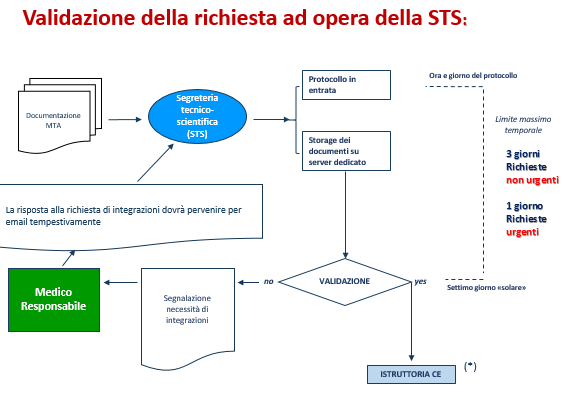 Validazione della richiesta ad opera della STS:
Documentazione
MTA
Segreteria
tecnico-
scientifica
(STS)
Protocollo in
entrata
Storage dei
documenti su
server dedicato
Ora e giorno del protocollo
Limite massimo
temporale
3 giorni
Richieste
non urgenti
1 giorno
Richieste
urgenti
La risposta alla richiesta di integrazioni dovrà pervenire per
email tempestivamente
Medico
Responsabile
Segnalazione
necessità di
integrazioni
no
VALIDAZIONE
yes
Settimo giorno «solare»
ISTRUTTORIA CE
(*)